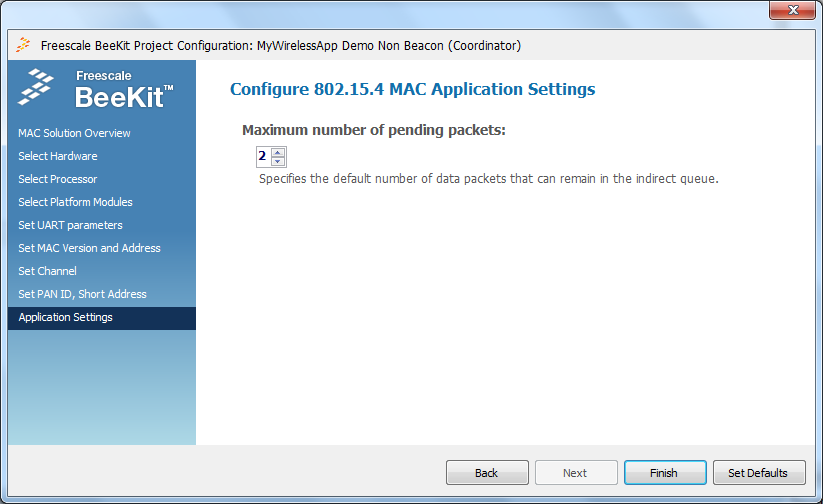 Freescale BeeKit Project Configuration: MyWirelessApp Demo Non Beacon (Coordinator)
Freescale
BeeKit™
MAC Solution Overview
Select Hardware
Select Processor
Select Platform Modules
Set UART parameters
Set MAC Version and Address
Set Channel
Set PAN ID, Short Address
Application Settings
Configure 802.15.4 MAC Application Settings
Maximum number of pending packets:
2
Specifies the default number of data packets that can remain in the indirect queue.
Back
Next
Finish
Set Defaults